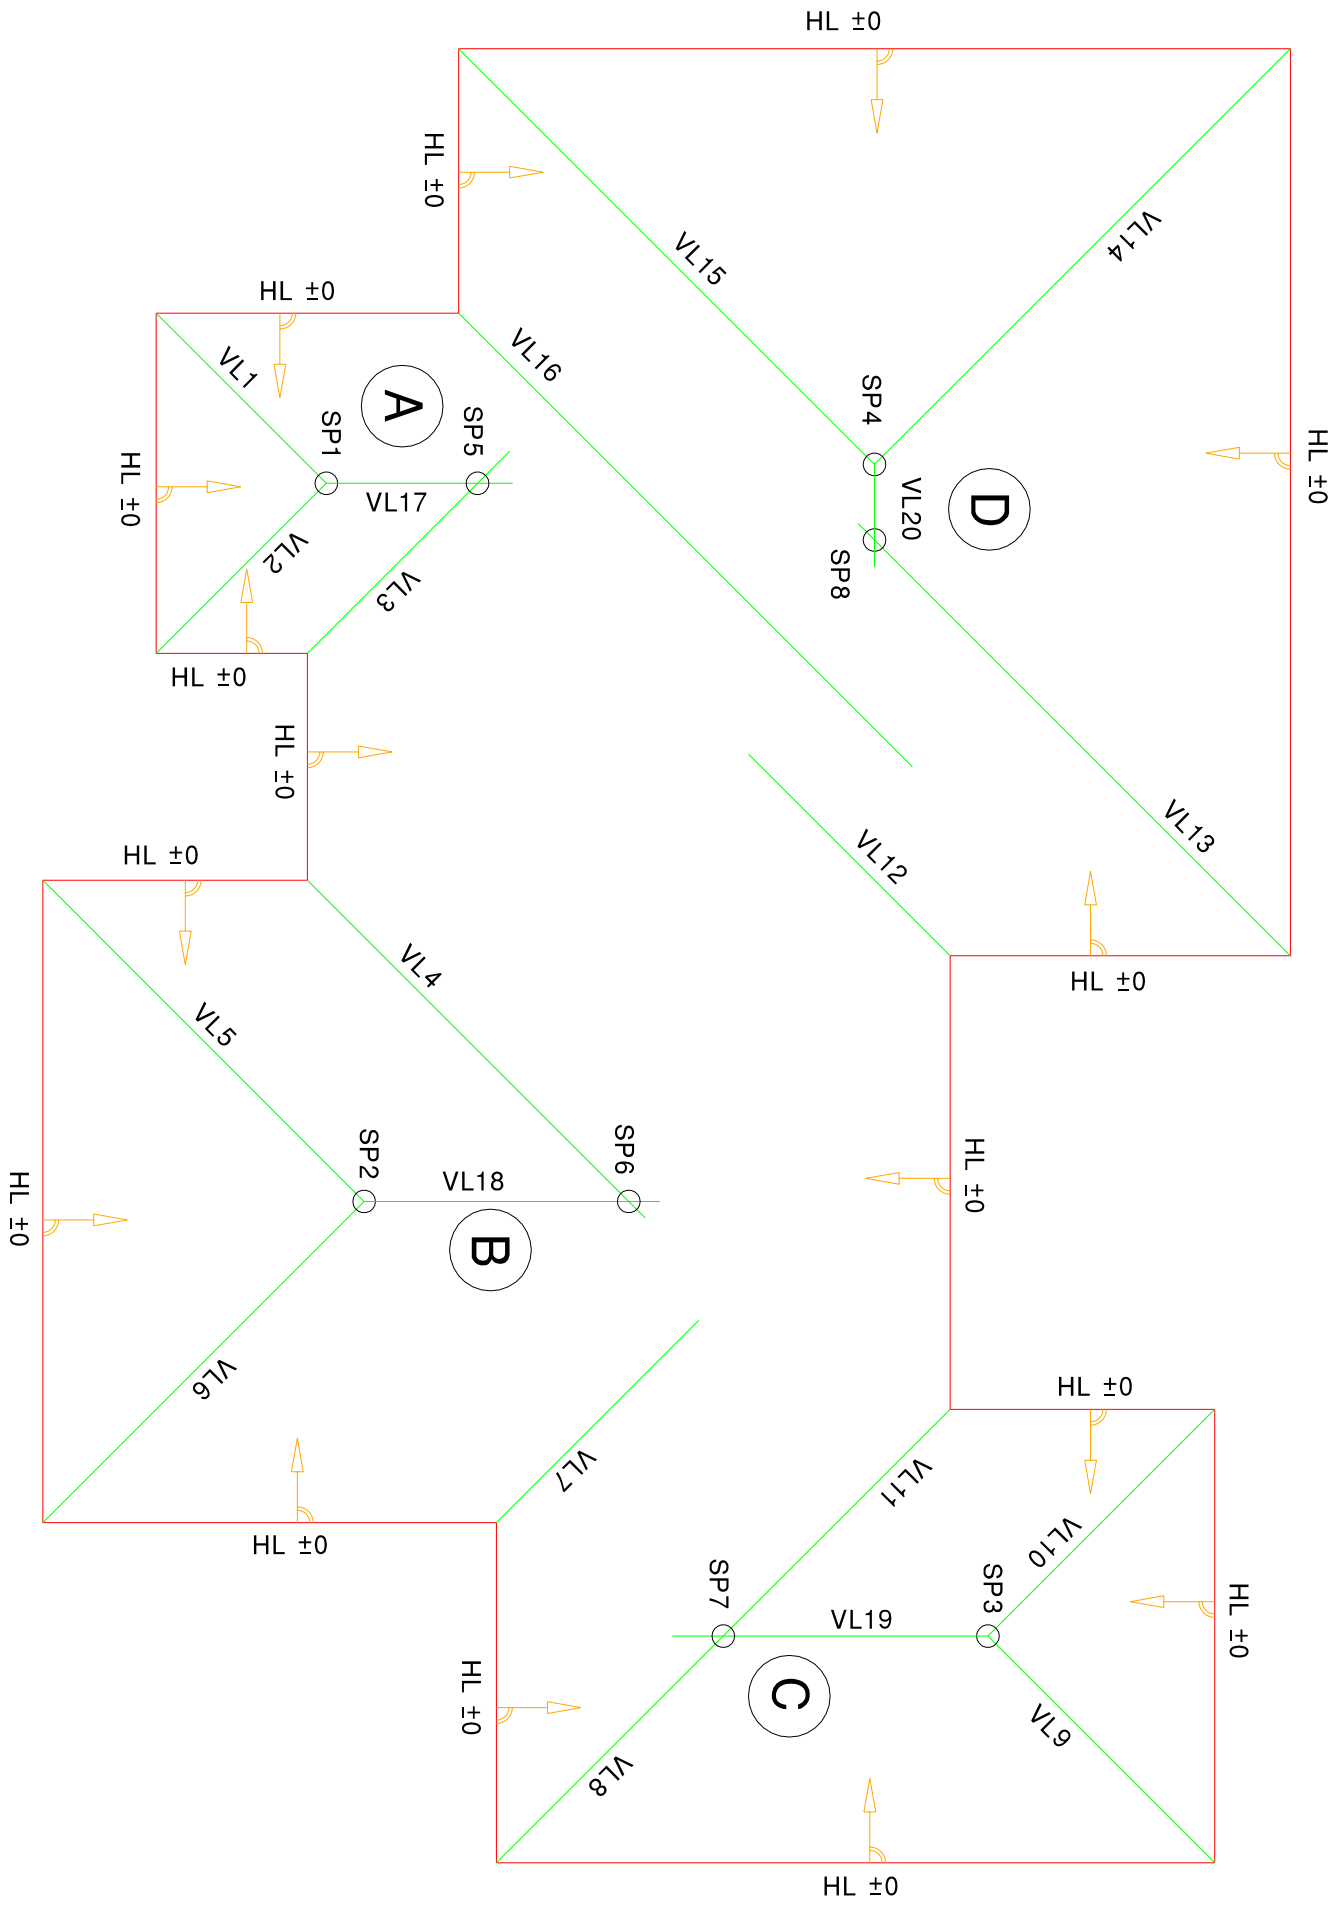 HL ±0
HL ±0
VL15
VL14
HL ±0
VL1
VL16
A
SP1
SP5
SP4
HL ±0
HL ±0
VL17
VL20
D
VL2
VL3
SP8
HL ±0
HL ±0
VL13
HL ±0
VL12
VL4
HL ±0
VL5
SP2
SP6
VL18
HL ±0
HL ±0
B
VL6
HL ±0
VL7
VL11
HL ±0
VL10
SP7
SP3
VL19
HL ±0
HL ±0
C
VL9
VL8
HL ±0